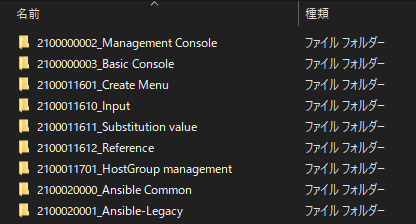 名前 種類
2100000002_Management Console ファイル フォルダー
2100000003_Basic Console ファイル フォルダー
2100011601_Create Menu ファイル フォルダー
2100011610_Input ファイル フォルダー
2100011611_Substitution value ファイル フォルダー
2100011612_Reference ファイル フォルダー
2100011701_HostGroup management ファイル フォルダー
2100020000_Ansible Common ファイル フォルダー
2100020001_Ansible-Legacy ファイル フォルダー